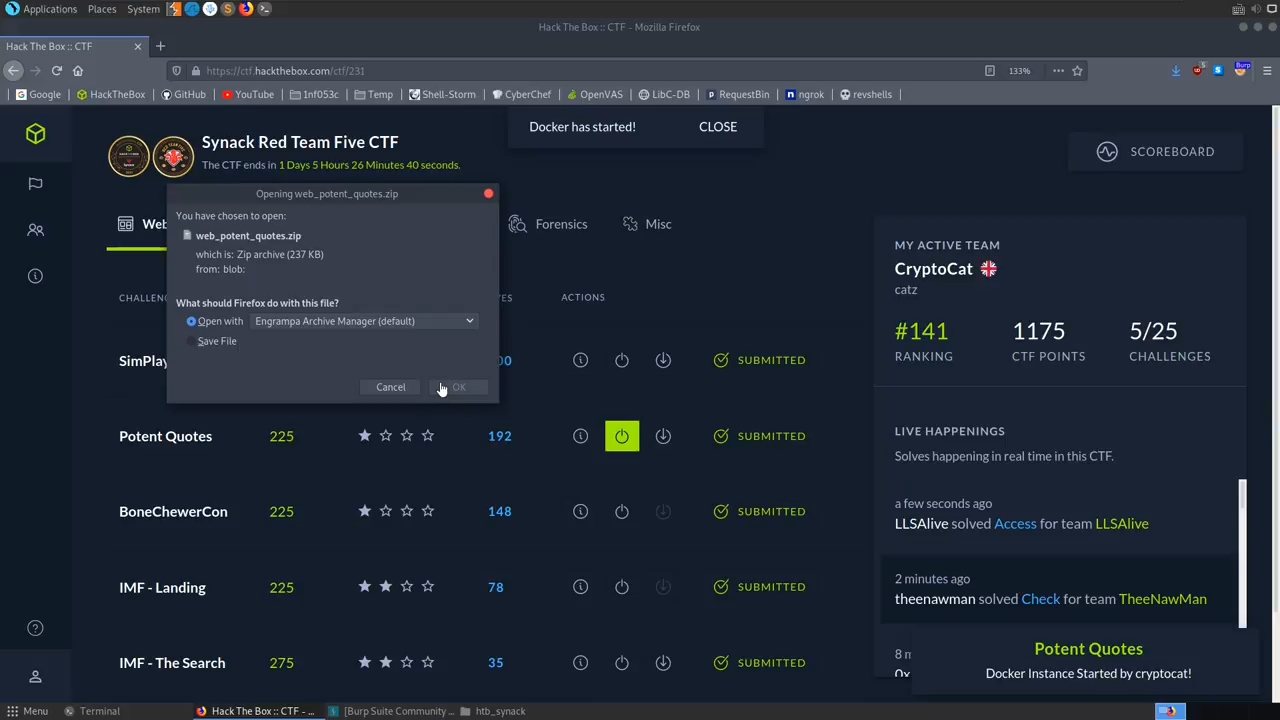 Applications Places System
Hack The Box :: CTF - Mozilla Firefox
Hack The Box :: CTF
https://ctf.hackthebox.com/ctf/231
133%
Burp
Google HackTheBox GitHub YouTube 1nf053c Temp Shell-Storm CyberChef OpenVAS LibC-DB RequestBin ngrok revshells
Docker has started! CLOSE
Synack Red Team Five CTF
The CTF ends in 1 Days 5 Hours 26 Minutes 40 seconds.
SCOREBOARD
Opening web_potent_quotes.zip
You have chosen to open:
web_potent_quotes.zip
which is: Zip archive (237 KB)
from: blob:
What should Firefox do with this file?
Open with Engrampa Archive Manager (default)
Save File
Cancel OK
Web
Forensics
Misc
ACTIONS
SUBMITTED
Potent Quotes 225 192 SUBMITTED
BoneChewerCon 225 148 SUBMITTED
IMF - Landing 225 78 SUBMITTED
IMF - The Search 275 35 SUBMITTED
MY ACTIVE TEAM
CryptoCat
catz
#141 1175 5/25
RANKING CTF POINTS CHALLENGES
LIVE HAPPENINGS
Solves happening in real time in this CTF.
a few seconds ago
LLSAlive solved Access for team LLSAlive
2 minutes ago
theenawman solved Check for team TheeNawMan
Potent Quotes
Docker Instance Started by cryptocat!
Menu Terminal Hack The Box :: CTF - ... [Burp Suite Community ... htb_synack